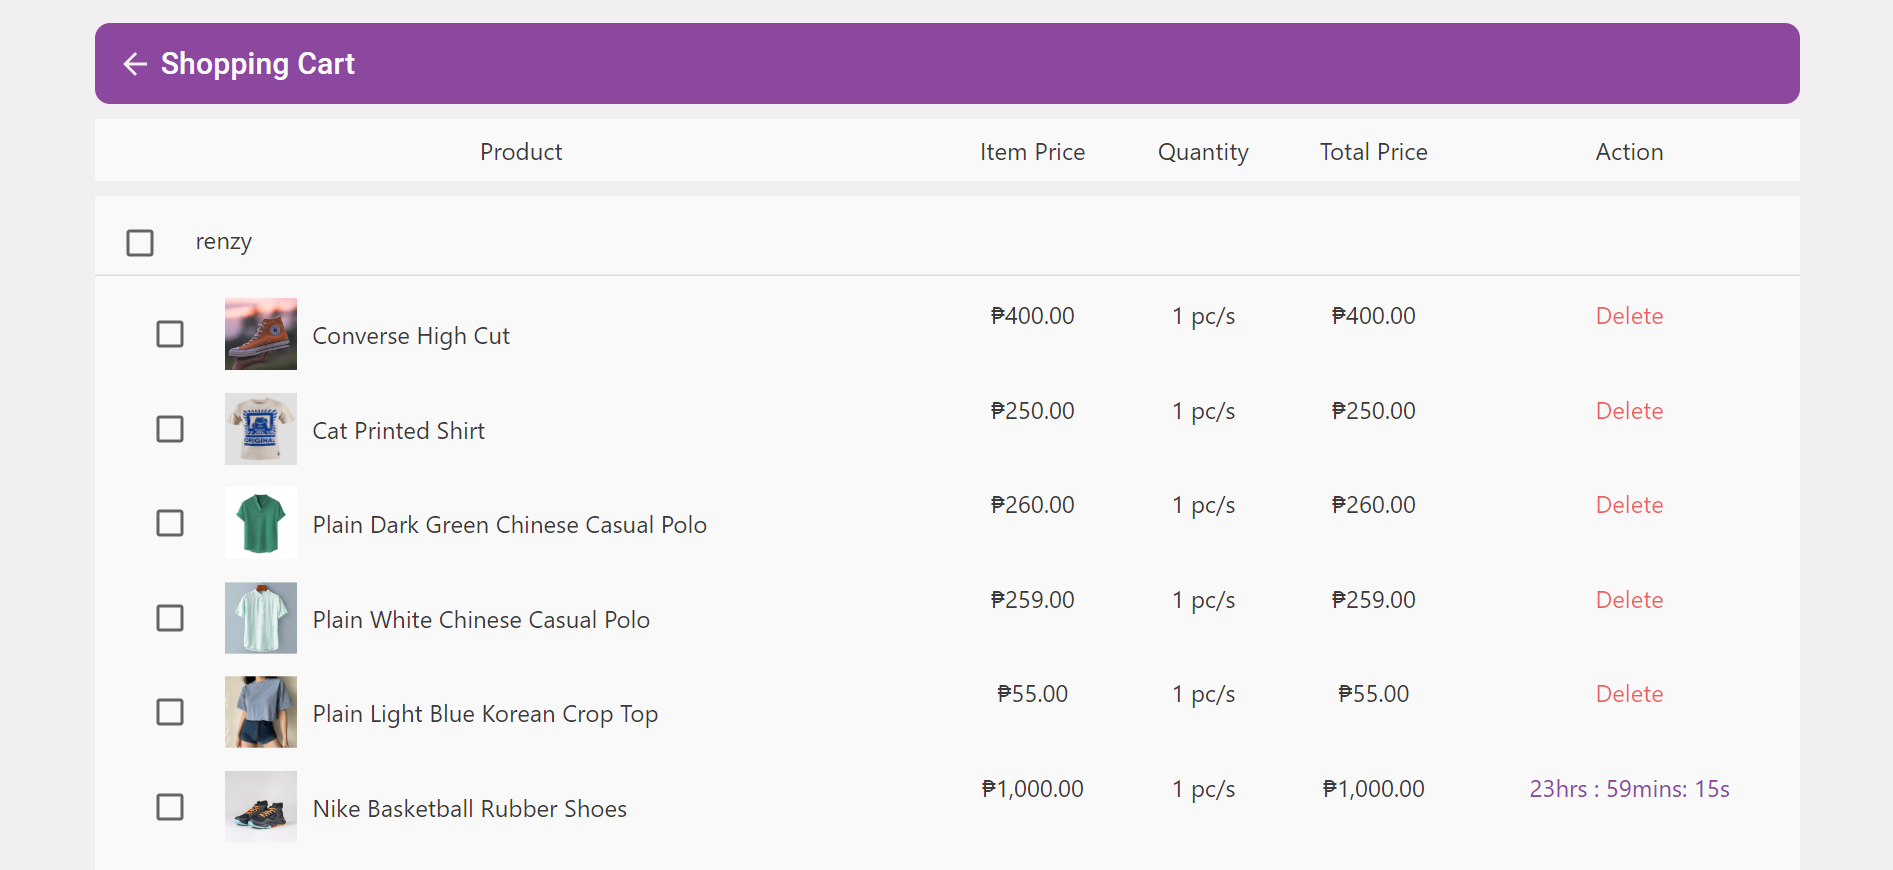 Shopping Cart
Product Item Price Quantity Total Price Action
renzy
Converse High Cut ₱400.00 1 pc/s ₱400.00 Delete
ORIGINAL
Cat Printed Shirt ₱250.00 1 pc/s ₱250.00 Delete
Plain Dark Green Chinese Casual Polo ₱260.00 1 pc/s ₱260.00 Delete
Plain White Chinese Casual Polo ₱259.00 1 pc/s ₱259.00 Delete
Plain Light Blue Korean Crop Top ₱55.00 1 pc/s ₱55.00 Delete
Nike Basketball Rubber Shoes ₱1,000.00 1 pc/s ₱1,000.00 23hrs : 59mins: 15s